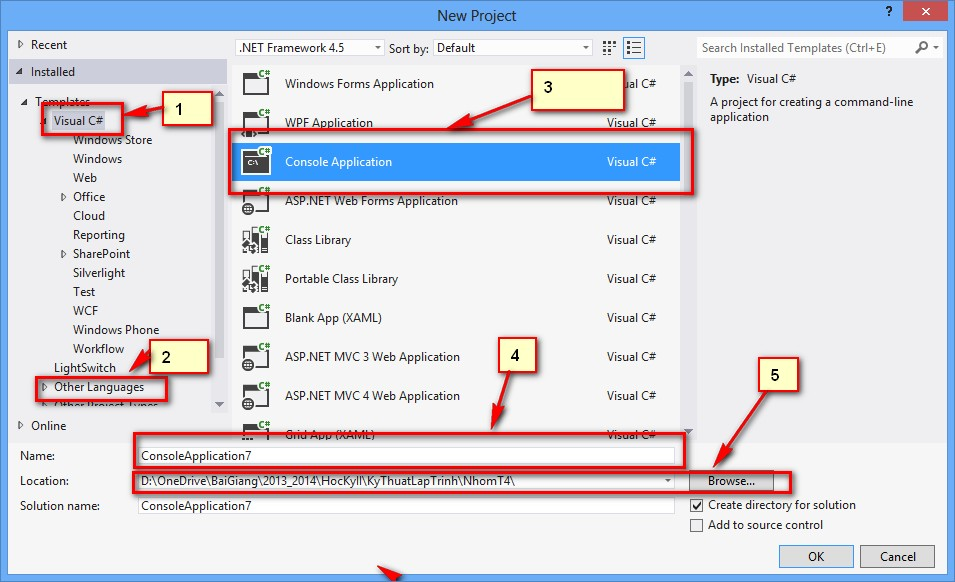 New Project
?
Recent
.NET Framework 4.5
Sort by:
Default
Search Installed Templates (Ctrl+E)
Installed
Templates
Visual C#
Windows Store
Windows
Web
Office
Cloud
Reporting
SharePoint
Silverlight
Test
WCF
Windows Phone
Workflow
LightSwitch
Other Languages
Other Project Types
Online
1
2
3
4
5
Windows Forms Application
ual C#
WPF Application Visual C#
C:\ Console Application Visual C#
ASP.NET Web Forms Application Visual C#
Class Library Visual C#
Portable Class Library Visual C#
Blank App (XAML) Visual C#
ASP.NET MVC 3 Web Application Visual C#
ASP.NET MVC 4 Web Application Visual C#
Grid App (XAML) Visual C#
C#
C#
C#
C#
C#
C#
C#
C#
C#
C#
Type: Visual C#
A project for creating a command-line
application
Name: ConsoleApplication7
Location: D:\OneDrive\BaiGiang\2013_2014\HocKyII\KyThuatLapTrinh\NhomT4\
Browse...
Solution name: ConsoleApplication7
Create directory for solution
Add to source control
OK
Cancel